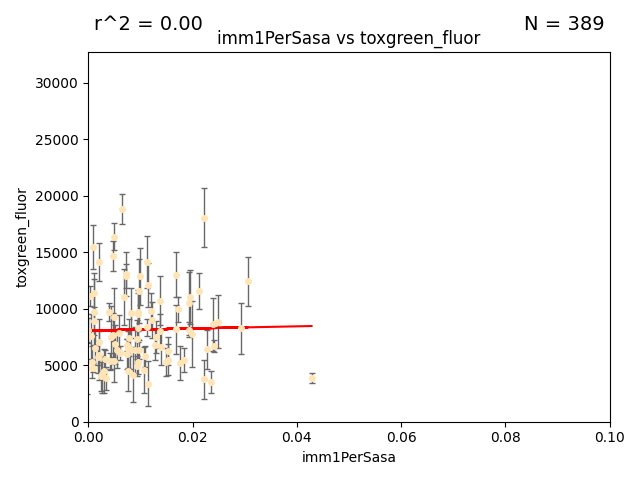 r^2 = 0.00
N = 389
imm1PerSasa vs toxgreen_fluor
30000
25000
20000
15000
10000
5000
0
toxgreen_fluor
0.00
0.02
0.04
0.06
0.08
0.10
imm1PerSasa